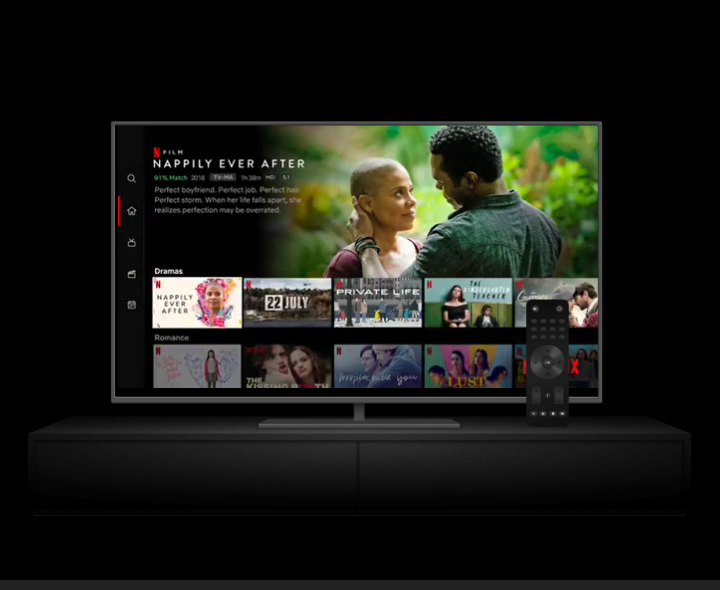 N FILM
NAPPILY EVER AFTER
91% Match 2018 TV-MA 1h 38m HD 5.1
Perfect boyfriend. Perfect job. Perfect hair.
Perfect storm. When her life falls apart, she
realizes perfection may be overrated.
Dramas
N
NAPPILY
EVER
AFTER
N
22 JULY
N
PRIVATE LIFE
N
THE
KINDERGARTEN
TEACHER
Romance
THE
KISSING
N
irreplaceable you
N
LUST
X